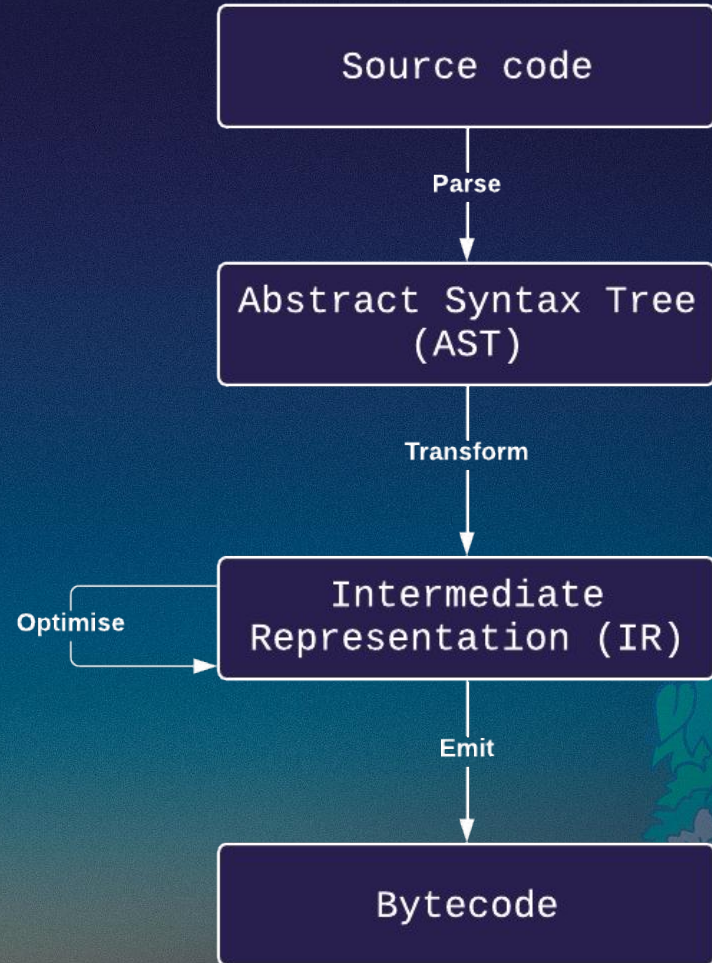 Source code
Parse
Abstract Syntax Tree
(AST)
Transform
Intermediate
Representation (IR)
Optimise
Emit
Bytecode